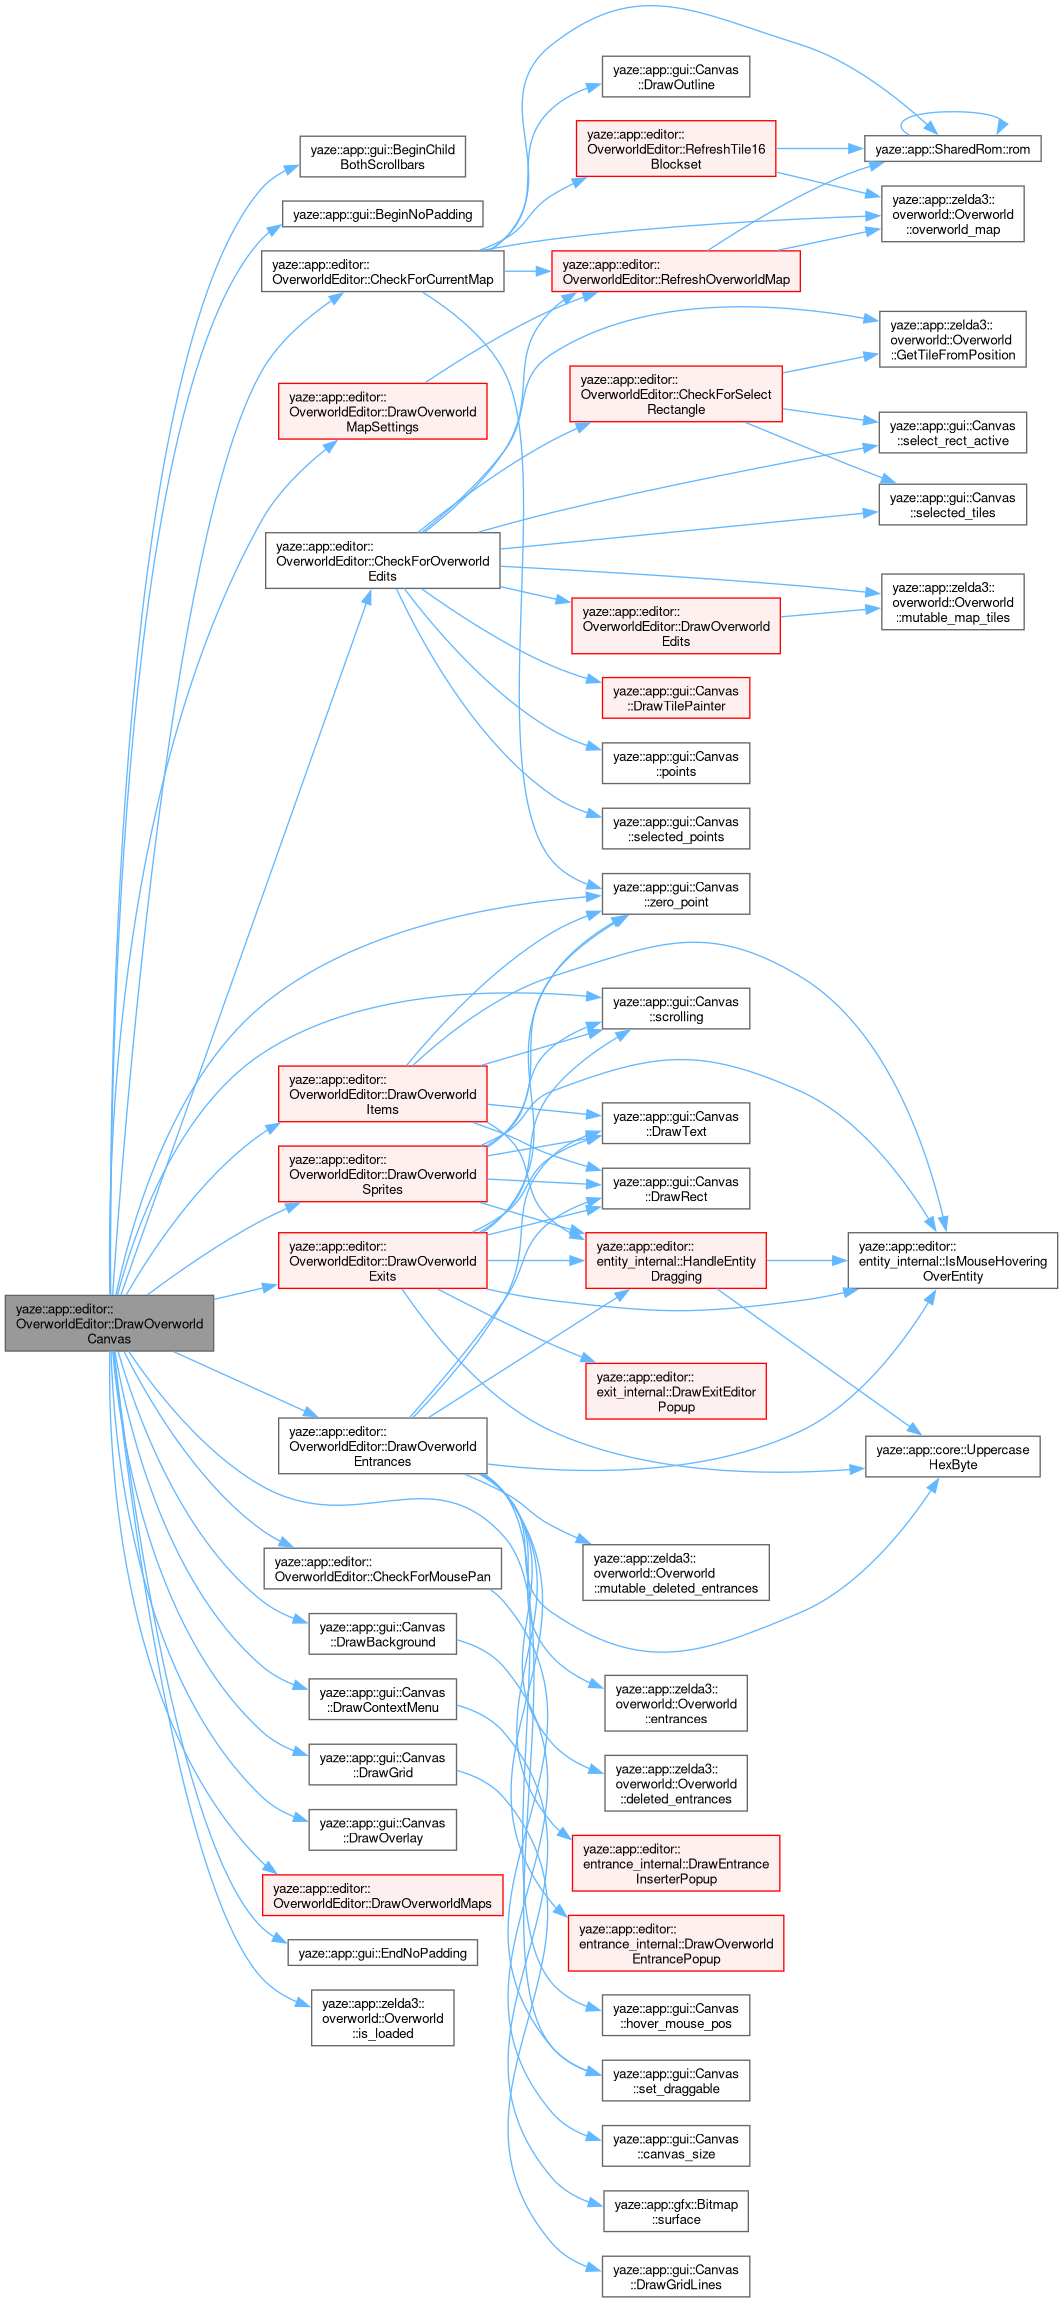 yaze::app::gui::Canvas
::DrawOutline
yaze::app::editor::
OverworldEditor::RefreshTile16
Blockset
yaze::app::SharedRom::rom
yaze::app::gui::BeginChild
BothScrollbars
yaze::app::gui::BeginNoPadding
yaze::app::zelda3::
overworld::Overworld
::overworld_map
yaze::app::editor::
OverworldEditor::CheckForCurrentMap
yaze::app::editor::
OverworldEditor::RefreshOverworldMap
yaze::app::zelda3::
overworld::Overworld
::GetTileFromPosition
yaze::app::editor::
OverworldEditor::DrawOverworld
MapSettings
yaze::app::editor::
OverworldEditor::CheckForSelect
Rectangle
yaze::app::gui::Canvas
::select_rect_active
yaze::app::gui::Canvas
::selected_tiles
yaze::app::editor::
OverworldEditor::CheckForOverworld
Edits
yaze::app::zelda3::
overworld::Overworld
::mutable_map_tiles
yaze::app::editor::
OverworldEditor::DrawOverworld
Edits
yaze::app::gui::Canvas
::DrawTilePainter
yaze::app::gui::Canvas
::points
yaze::app::gui::Canvas
::selected_points
yaze::app::gui::Canvas
::zero_point
yaze::app::gui::Canvas
::scrolling
yaze::app::editor::
OverworldEditor::DrawOverworld
Items
yaze::app::gui::Canvas
::DrawText
yaze::app::editor::
OverworldEditor::DrawOverworld
Sprites
yaze::app::gui::Canvas
::DrawRect
yaze::app::editor::
OverworldEditor::DrawOverworld
Exits
yaze::app::editor::
entity_internal::HandleEntity
Dragging
yaze::app::editor::
entity_internal::IsMouseHovering
OverEntity
yaze::app::editor::
OverworldEditor::DrawOverworld
Canvas
yaze::app::editor::
exit_internal::DrawExitEditor
Popup
yaze::app::editor::
OverworldEditor::DrawOverworld
Entrances
yaze::app::core::Uppercase
HexByte
yaze::app::zelda3::
overworld::Overworld
::mutable_deleted_entrances
yaze::app::editor::
OverworldEditor::CheckForMousePan
yaze::app::gui::Canvas
::DrawBackground
yaze::app::zelda3::
overworld::Overworld
::entrances
yaze::app::gui::Canvas
::DrawContextMenu
yaze::app::gui::Canvas
::DrawGrid
yaze::app::zelda3::
overworld::Overworld
::deleted_entrances
yaze::app::gui::Canvas
::DrawOverlay
yaze::app::editor::
entrance_internal::DrawEntrance
InserterPopup
yaze::app::editor::
OverworldEditor::DrawOverworldMaps
yaze::app::editor::
entrance_internal::DrawOverworld
EntrancePopup
yaze::app::gui::EndNoPadding
yaze::app::zelda3::
overworld::Overworld
::is_loaded
yaze::app::gui::Canvas
::hover_mouse_pos
yaze::app::gui::Canvas
::set_draggable
yaze::app::gui::Canvas
::canvas_size
yaze::app::gfx::Bitmap
::surface
yaze::app::gui::Canvas
::DrawGridLines